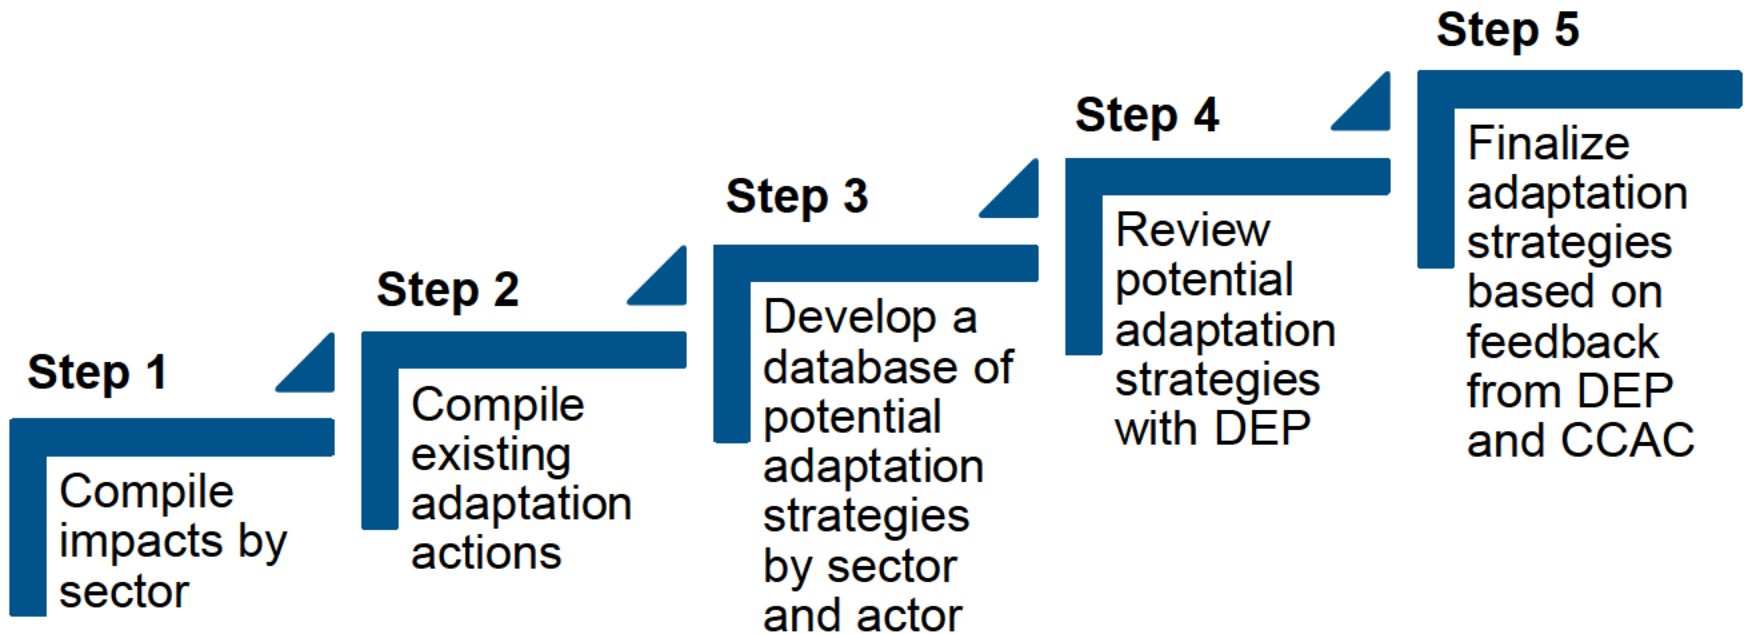 Step 1
Compile
impacts by
sector
Step 2
Compile
existing
adaptation
actions
Step 3
Develop a
database of
potential
adaptation
strategies
by sector
and actor
Step 4
Review
potential
adaptation
strategies
with DEP
Step 5
Finalize
adaptation
strategies
based on
feedback
from DEP
and CCAC